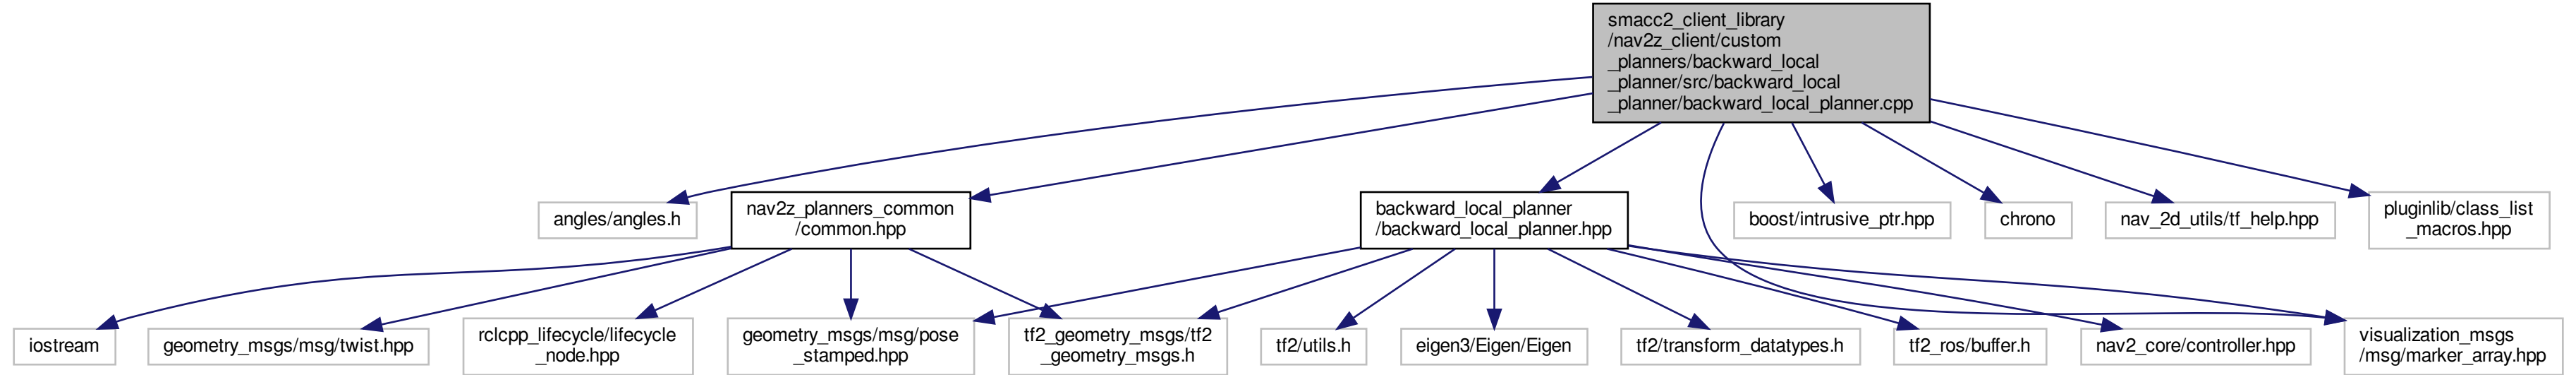 smacc2_client_library
/nav2z_client/custom
_planners/backward_local
_planner/src/backward_local
_planner/backward_local_planner.cpp
angles/angles.h
nav2z_planners_common
/common.hpp
backward_local_planner
/backward_local_planner.hpp
boost/intrusive_ptr.hpp
chrono
nav_2d_utils/tf_help.hpp
pluginlib/class_list
_macros.hpp
iostream
geometry_msgs/msg/twist.hpp
rclcpp_lifecycle/lifecycle
_node.hpp
geometry_msgs/msg/pose
_stamped.hpp
tf2_geometry_msgs/tf2
_geometry_msgs.h
tf2/utils.h
eigen3/Eigen/Eigen
tf2/transform_datatypes.h
tf2_ros/buffer.h
nav2_core/controller.hpp
visualization_msgs
/msg/marker_array.hpp